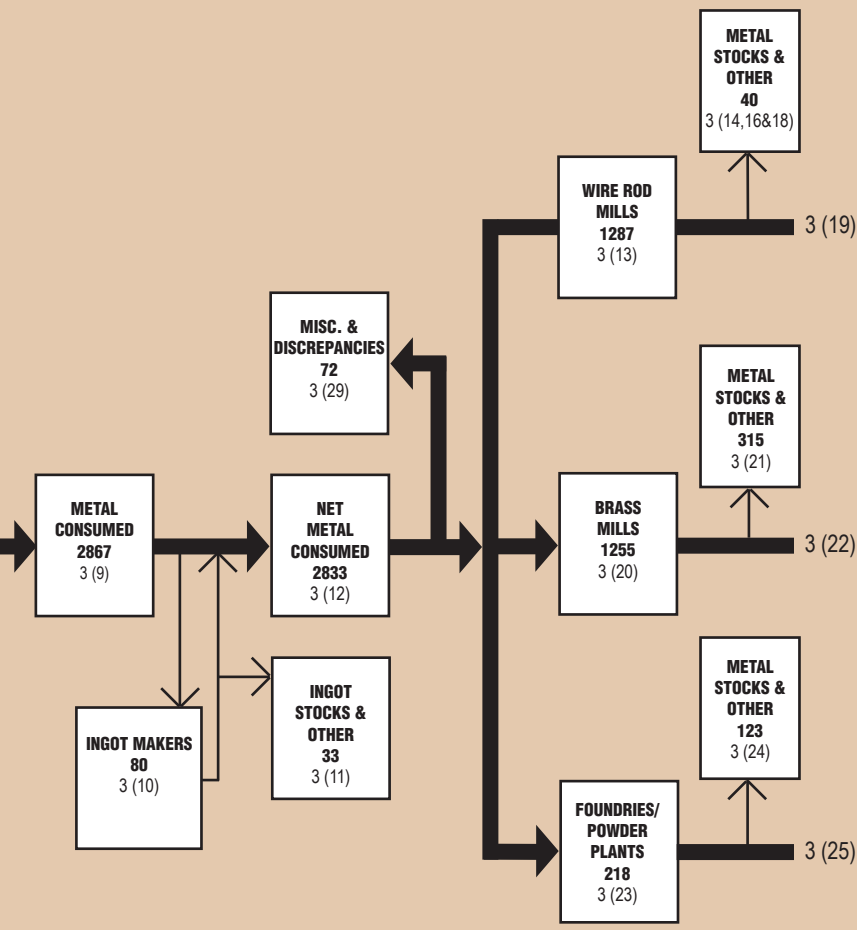 METAL
STOCKS &
OTHER
40
3 (14,16&18)
WIRE ROD
MILLS
1287
3 (13)
3 (19)
MISC. &
DISCREPANCIES
72
3 (29)
METAL
STOCKS &
OTHER
315
3 (21)
METAL
CONSUMED
2867
3 (9)
NET
METAL
CONSUMED
2833
3 (12)
BRASS
MILLS
1255
3 (20)
3 (22)
INGOT MAKERS
80
3 (10)
INGOT
STOCKS &
OTHER
33
3 (11)
METAL
STOCKS &
OTHER
123
3 (24)
FOUNDRIES/
POWDER
PLANTS
218
3 (23)
3 (25)